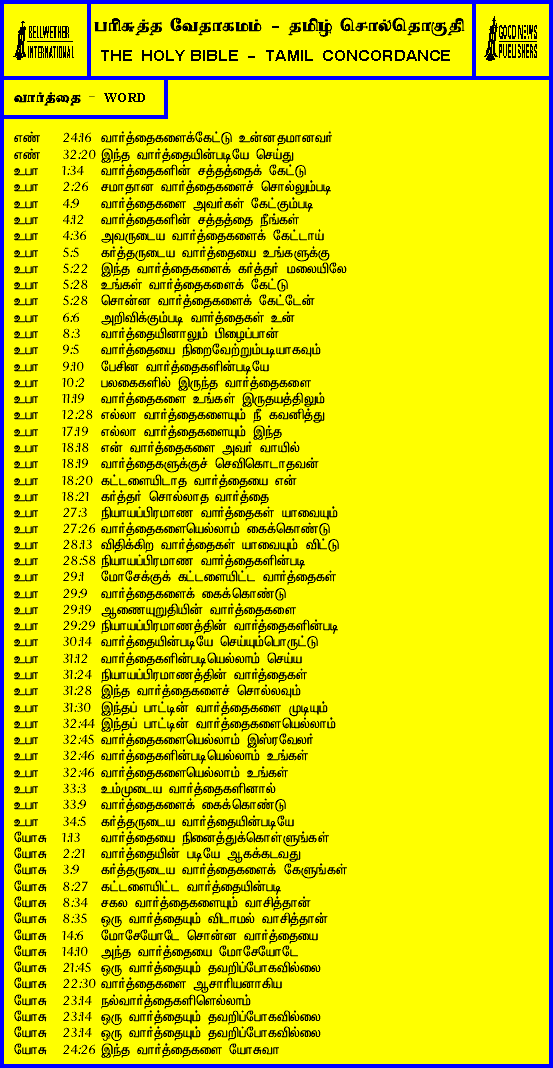 BELLWETHER
INTERNATIONAL
பரிசுத்த வேதாகமம் - தமிழ் சொல்தொகுதி
THE HOLY BIBLE - TAMIL CONCORDANCE
GOOD NEWS
PUBLISHERS
வார்த்தை - WORD
எண் 24:16 வார்த்தைகளைக்கேட்டு உன்னதமானவர்
எண் 32:20 இந்த வார்த்தையின்படியே செய்து
உபா 1:34 வார்த்தைகளின் சத்தத்தைக் கேட்டு
உபா 2:26 சமாதான வார்த்தைகளைச் சொல்லும்படி
உபா 4:9 வார்த்தைகளை அவர்கள் கேட்கும்படி
உபா 4:12 வார்த்தைகளின் சத்தத்தை நீங்கள்
உபா 4:36 அவருடைய வார்த்தைகளைக் கேட்டாய்
உபா 5:5 கர்த்தருடைய வார்த்தையை உங்களுக்கு
உபா 5:22 இந்த வார்த்தைகளைக் கர்த்தர் மலையிலே
உபா 5:28 உங்கள் வார்த்தைகளைக் கேட்டு
உபா 5:28 சொன்ன வார்த்தைகளைக் கேட்டேன்
உபா 6:6 அறிவிக்கும்படி வார்த்தைகள் உன்
உபா 8:3 வார்த்தையினாலும் பிழைப்பான்
உபா 9:5 வார்த்தையை நிறைவேற்றும்படியாகவும்
உபா 9:10 பேசின வார்த்தைகளின்படியே
உபா 10:2 பலகைகளில் இருந்த வார்த்தைகளை
உபா 11:19 வார்த்தைகளை உங்கள் இருதயத்திலும்
உபா 12:28 எல்லா வார்த்தைகளையும் நீ கவனித்து
உபா 17:19 எல்லா வார்த்தைகளையும் இந்த
உபா 18:18 என் வார்த்தைகளை அவர் வாயில்
உபா 18:19 வார்த்தைகளுக்குச் செவிகொடாதவன்
உபா 18:20 கட்டளையிடாத வார்த்தையை என்
உபா 18:21 கர்த்தர் சொல்லாத வார்த்தை
உபா 27:3 நியாயப்பிரமாண வார்த்தைகள் யாவையும்
உபா 27:26 வார்த்தைகளையெல்லாம் கைக்கொண்டு
உபா 28:13 விதிக்கிற வார்த்தைகள் யாவையும் விட்டு
உபா 28:58 நியாயப்பிரமாண வார்த்தைகளின்படி
உபா 29:1 மோசேக்குக் கட்டளையிட்ட வார்த்தைகள்
உபா 29:9 வார்த்தைகளைக் கைக்கொண்டு
உபா 29:19 ஆணையுறுதியின் வார்த்தைகளை
உபா 29:29 நியாயப்பிரமாணத்தின் வார்த்தைகளின்படி
உபா 30:14 வார்த்தையின்படியே செய்யும்பொருட்டு
உபா 31:12 வார்த்தைகளின்படியெல்லாம் செய்ய
உபா 31:24 நியாயப்பிரமாணத்தின் வார்த்தைகள்
உபா 31:28 இந்த வார்த்தைகளைச் சொல்லவும்
உபா 31:30 இந்தப் பாட்டின் வார்த்தைகளை முடியும்
உபா 32:44 இந்தப் பாட்டின் வார்த்தைகளையெல்லாம்
உபா 32:45 வார்த்தைகளையெல்லாம் இஸ்ரவேலர்
உபா 32:46 வார்த்தைகளின்படியெல்லாம் உங்கள்
உபா 32:46 வார்த்தைகளையெல்லாம் உங்கள்
உபா 33:3 உம்முடைய வார்த்தைகளினால்
உபா 33:9 வார்த்தைகளைக் கைக்கொண்டு
உபா 34:5 கர்த்தருடைய வார்த்தையின்படியே
யோசு 1:13 வார்த்தையை நினைத்துக்கொள்ளுங்கள்
யோசு 2:21 வார்த்தையின் படியே ஆகக்கடவது
யோசு 3:9 கர்த்தருடைய வார்த்தைகளைக் கேளுங்கள்
யோசு 8:27 கட்டளையிட்ட வார்த்தையின்படி
யோசு 8:34 சகல வார்த்தைகளையும் வாசித்தான்
யோசு 8:35 ஒரு வார்த்தையும் விடாமல் வாசித்தான்
யோசு 14:6 மோசேயோடே சொன்ன வார்த்தையை
யோசு 14:10 அந்த வார்த்தையை மோசேயோடே
யோசு 21:45 ஒரு வார்த்தையும் தவறிப்போகவில்லை
யோசு 22:30 வார்த்தைகளை ஆசாரியனாகிய
யோசு 23:14 நல்வார்த்தைகளிலெல்லாம்
யோசு 23:14 ஒரு வார்த்தையும் தவறிப்போகவில்லை
யோசு 23:14 ஒரு வார்த்தையும் தவறிப்போகவில்லை
யோசு 24:26 இந்த வார்த்தைகளை யோசுவா